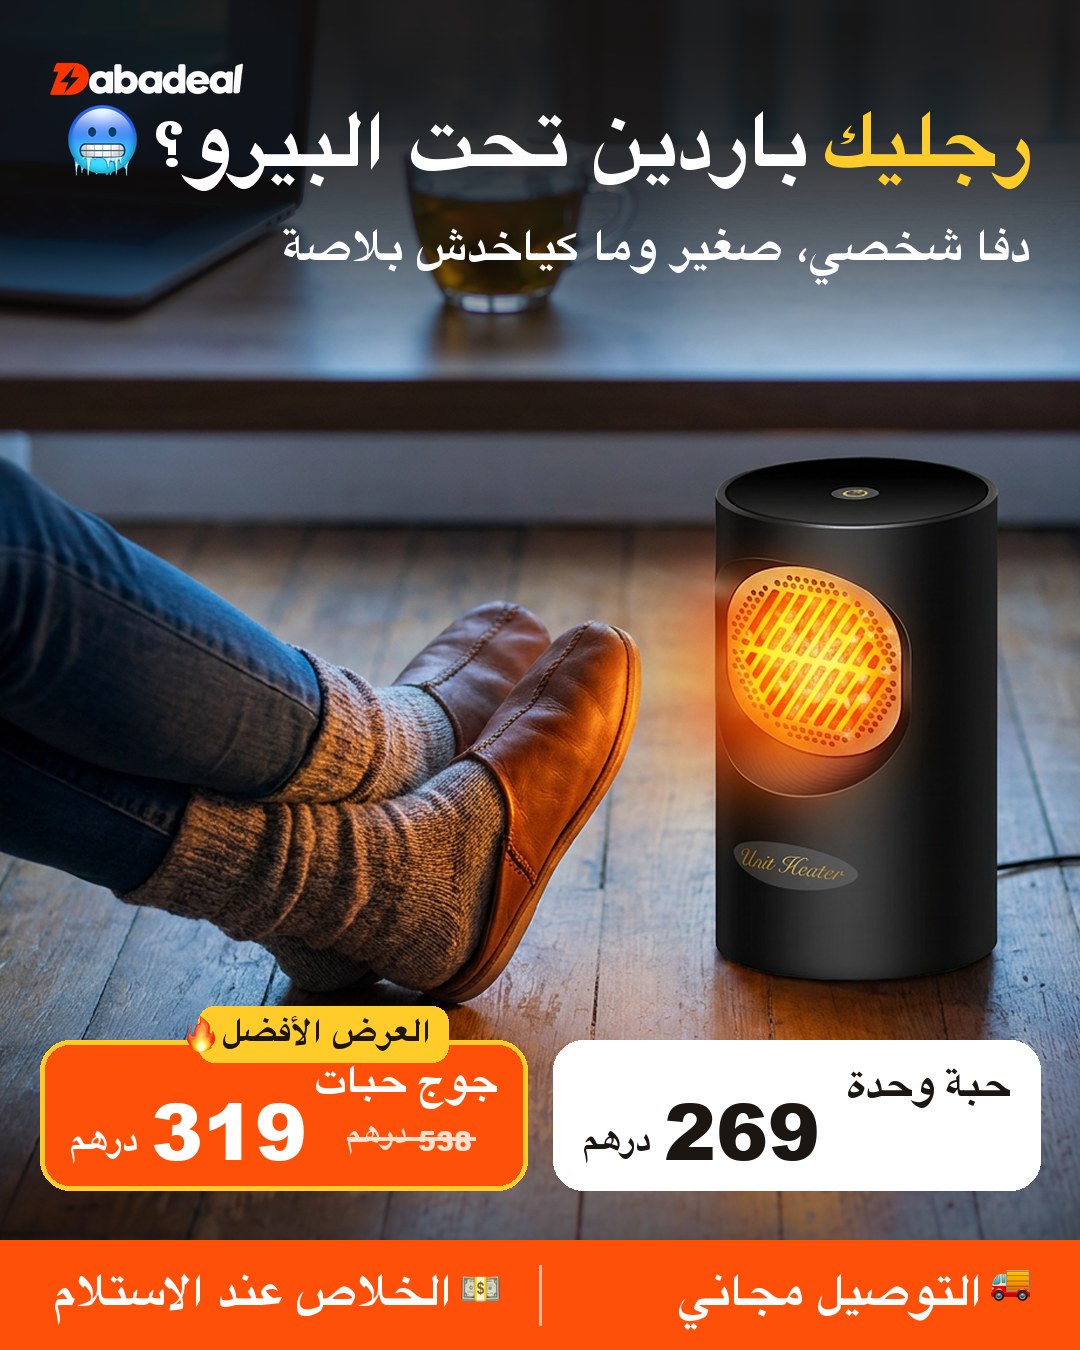 Dabadeal
رجليك باردين تحت البيرو؟ 🥶
دفا شخصي، صغير وما كياخدش بلاصة
Unit Heater
حبة وحدة
269 درهم
العرض الأفضل 🔥
جوج حبات
538 درهم
319 درهم
🚚 التوصيل مجاني
💵 الخلاص عند الاستلام